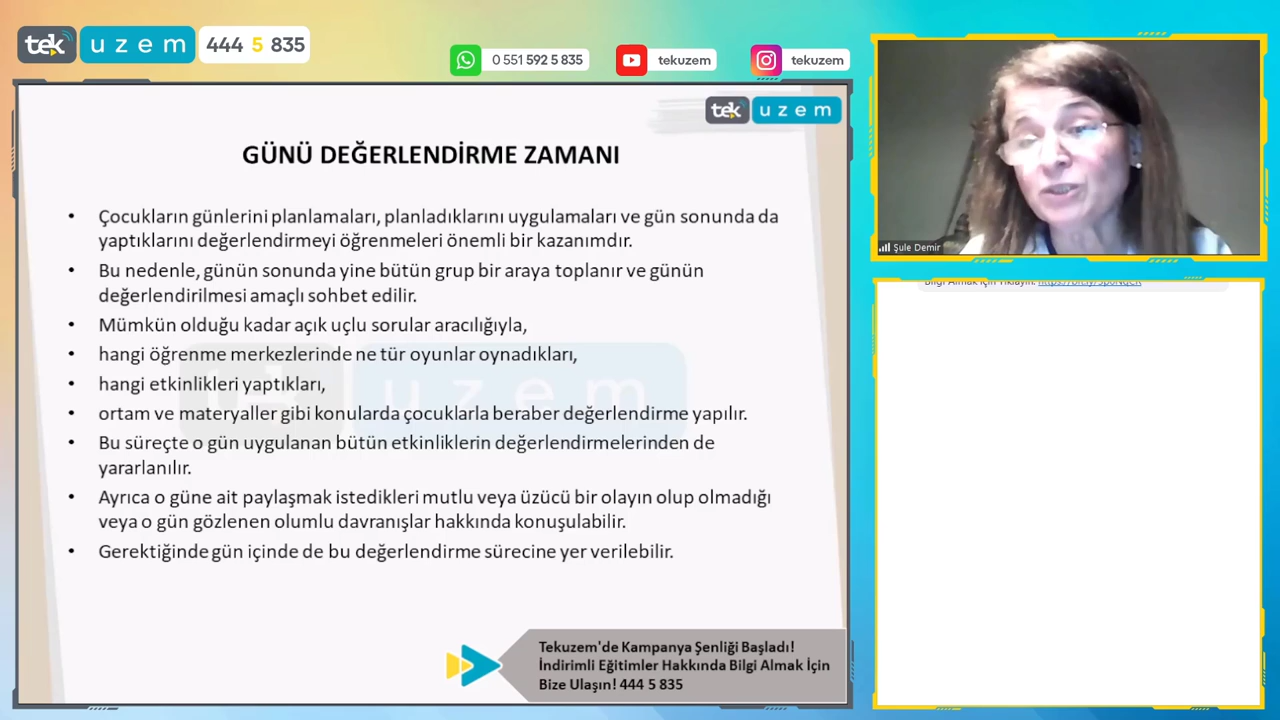 tek uzem 444 5 835
0 551 592 5 835
tekuzem
tekuzem
tek uzem
GÜNÜ DEĞERLENDİRME ZAMANI
• Çocukların günlerini planlamaları, planladıklarını uygulamaları ve gün sonunda da
yaptıklarını değerlendirmeyi öğrenmeleri önemli bir kazanımdır.
• Bu nedenle, günün sonunda yine bütün grup bir araya toplanır ve günün
değerlendirilmesi amaçlı sohbet edilir.
• Mümkün olduğu kadar açık uçlu sorular aracılığıyla,
• hangi öğrenme merkezlerinde ne tür oyunlar oynadıkları,
• hangi etkinlikleri yaptıkları,
• ortam ve materyaller gibi konularda çocuklarla beraber değerlendirme yapılır.
• Bu süreçte o gün uygulanan bütün etkinliklerin değerlendirmelerinden de
yararlanılır.
• Ayrıca o güne ait paylaşmak istedikleri mutlu veya üzücü bir olayın olup olmadığı
veya o gün gözlenen olumlu davranışlar hakkında konuşulabilir.
• Gerektiğinde gün içinde de bu değerlendirme sürecine yer verilebilir.
Tekuzem'de Kampanya Şenliği Başladı!
İndirimli Eğitimler Hakkında Bilgi Almak İçin
Bize Ulaşın! 444 5 835
Şule Demir
Bilgi Almak İçin Tıklayın: